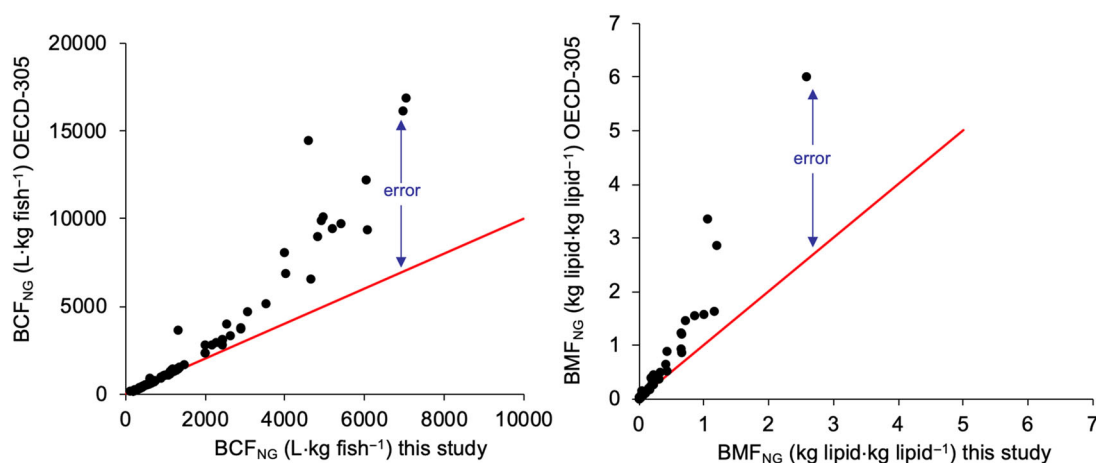 BCF_NG (L·kg fish⁻¹) OECD-305
20000
15000
10000
5000
0
error
0 2000 4000 6000 8000 10000
BCF_NG (L·kg fish⁻¹) this study
BMF_NG (kg lipid·kg lipid⁻¹) OECD-305
7
6
5
4
3
2
1
0
error
0 1 2 3 4 5 6 7
BMF_NG (kg lipid·kg lipid⁻¹) this study